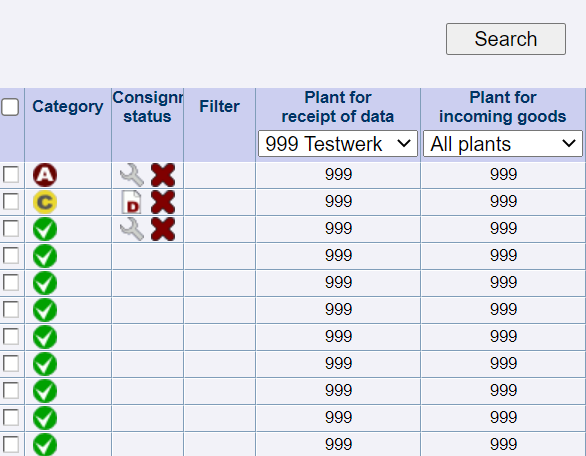 Search
Category
Consignr
status
Filter
Plant for
receipt of data
Plant for
incoming goods
999 Testwerk
All plants
A 999 999
C D 999 999
999 999
999 999
999 999
999 999
999 999
999 999
999 999
999 999
999 999